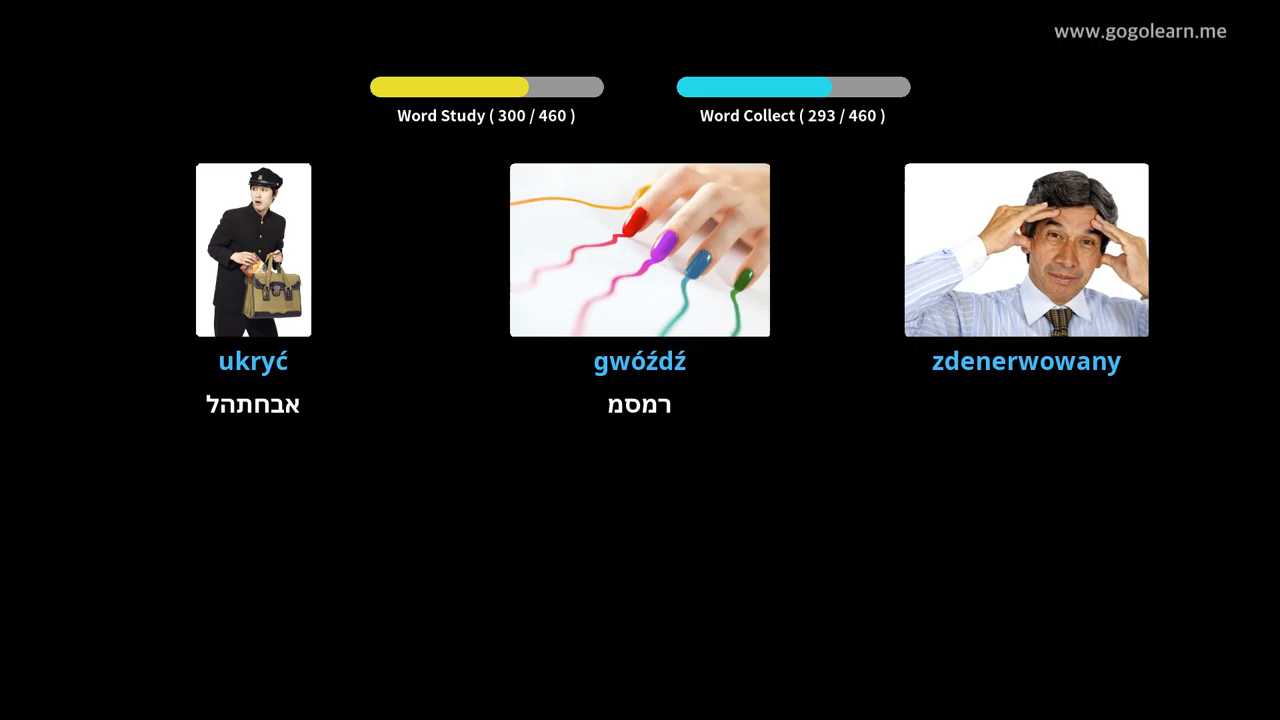 www.gogolearn.me
Word Study ( 300 / 460 )
Word Collect ( 293 / 460 )
ukryć
gwóźdź
zdenerwowany
אבחתהל
רמסמ